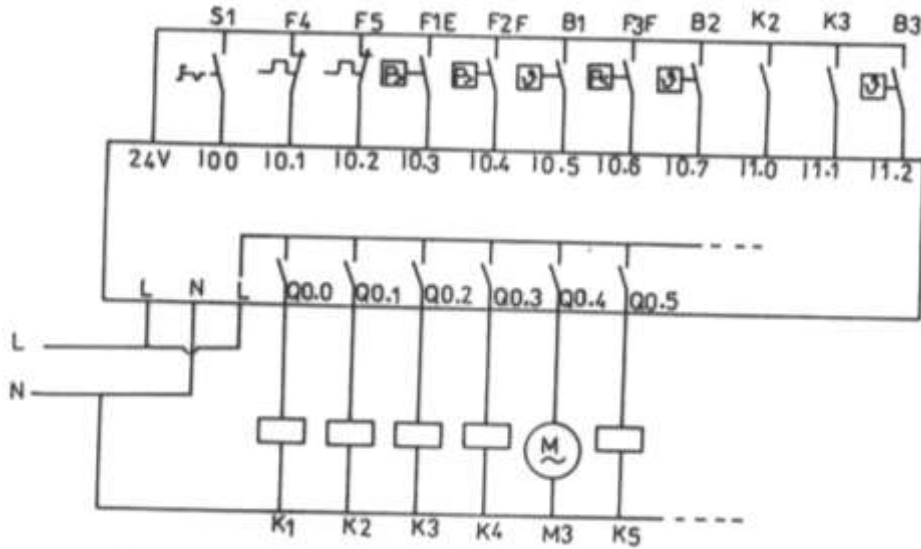 S1 F4 F5 F1E F2F B1 F3F B2 K2 K3 B3
P> P> ϑ P< ϑ ϑ
24V I0.0 I0.1 I0.2 I0.3 I0.4 I0.5 I0.6 I0.7 I1.0 I1.1 I1.2
L N L Q0.0 Q0.1 Q0.2 Q0.3 Q0.4 Q0.5
L
N
M
~
K1 K2 K3 K4 M3 K5